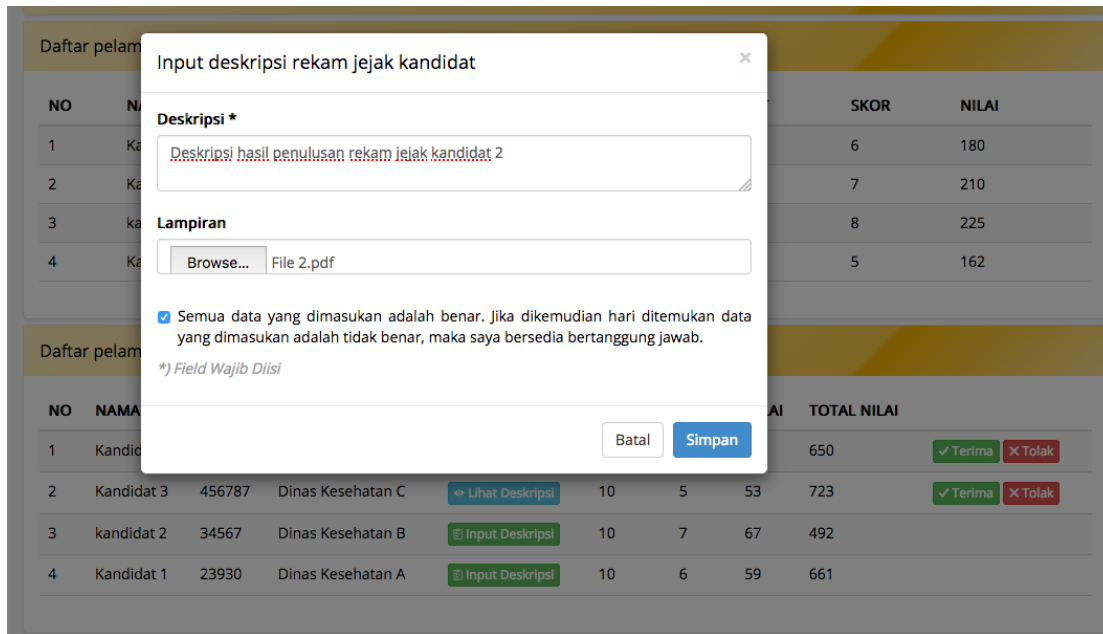 Daftar pelam
Input deskripsi rekam jejak kandidat
×
NO NA SKOR NILAI
Deskripsi *
1 Ka 6 180
Deskripsi hasil penulusan rekam jejak kandidat 2
2 Ka 7 210
3 ka 8 225
Lampiran
4 Ka 5 162
Browse... File 2.pdf
Semua data yang dimasukan adalah benar. Jika dikemudian hari ditemukan data
yang dimasukan adalah tidak benar, maka saya bersedia bertanggung jawab.
Daftar pelam
*) Field Wajib Diisi
NO NAMA AI TOTAL NILAI
Batal Simpan
1 Kandid 650 Terima Tolak
2 Kandidat 3 456787 Dinas Kesehatan C Lihat Deskripsi 10 5 53 723 Terima Tolak
3 kandidat 2 34567 Dinas Kesehatan B Input Deskripsi 10 7 67 492
4 Kandidat 1 23930 Dinas Kesehatan A Input Deskripsi 10 6 59 661